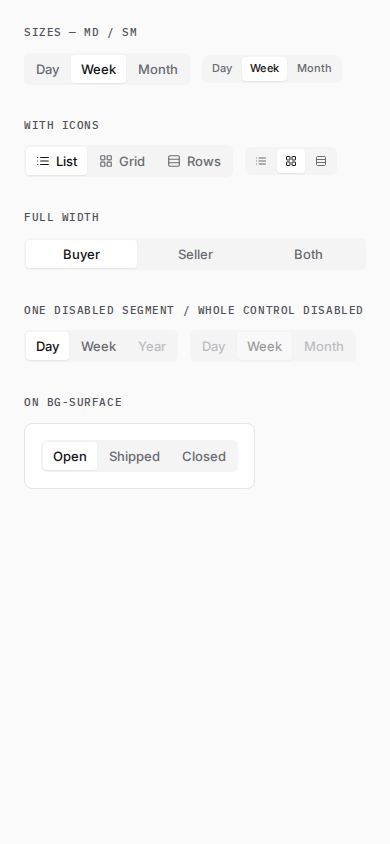 SIZES — MD / SM
Day Week Month Day Week Month
WITH ICONS
List Grid Rows
FULL WIDTH
Buyer Seller Both
ONE DISABLED SEGMENT / WHOLE CONTROL DISABLED
Day Week Year Day Week Month
ON BG-SURFACE
Open Shipped Closed